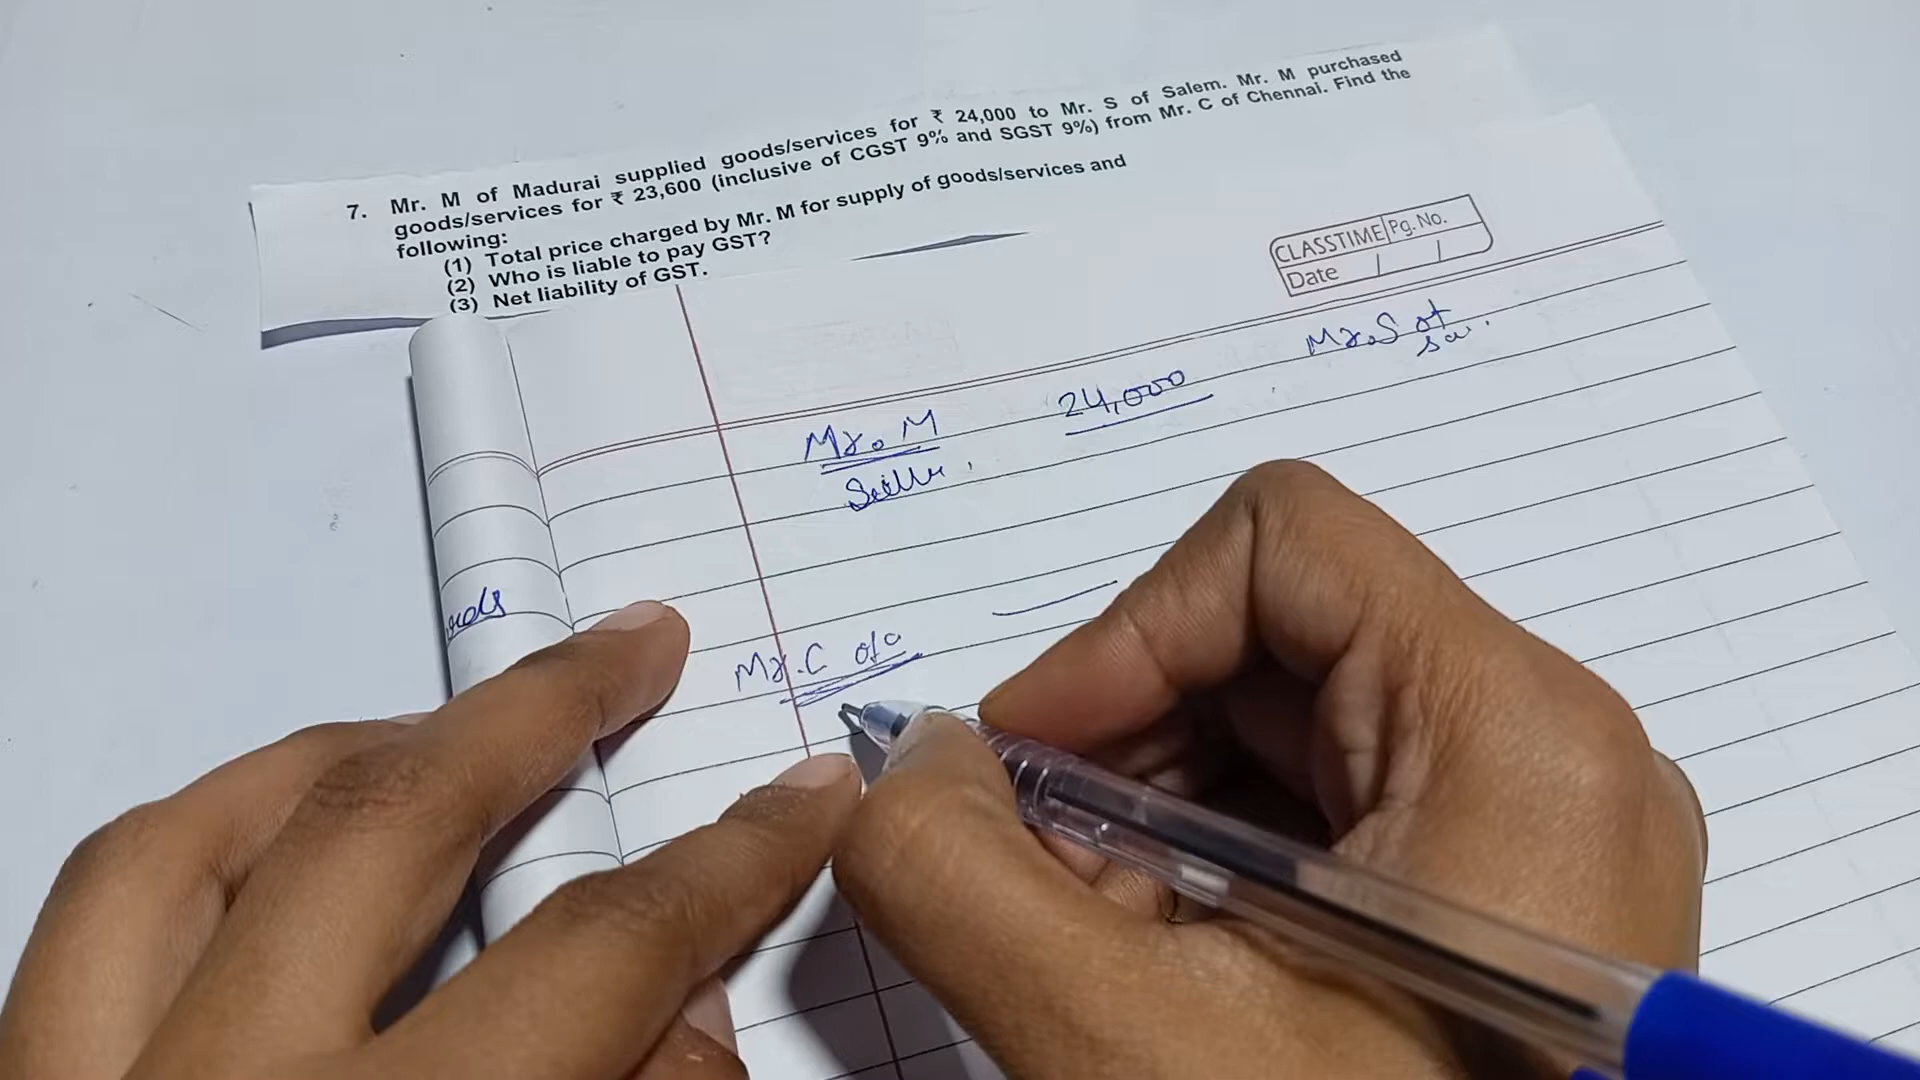 7. Mr. M of Madurai supplied goods/services for ₹ 24,000 to Mr. S of Salem. Mr. M purchased
goods/services for ₹ 23,600 (inclusive of CGST 9% and SGST 9%) from Mr. C of Chennai. Find the
following:
(1) Total price charged by Mr. M for supply of goods/services and
(2) Who is liable to pay GST?
(3) Net liability of GST.
CLASSTIME Pg. No.
Date / /
Mr. S of
sa.
Mr. M 24,000
Seller
Mr. C o/c